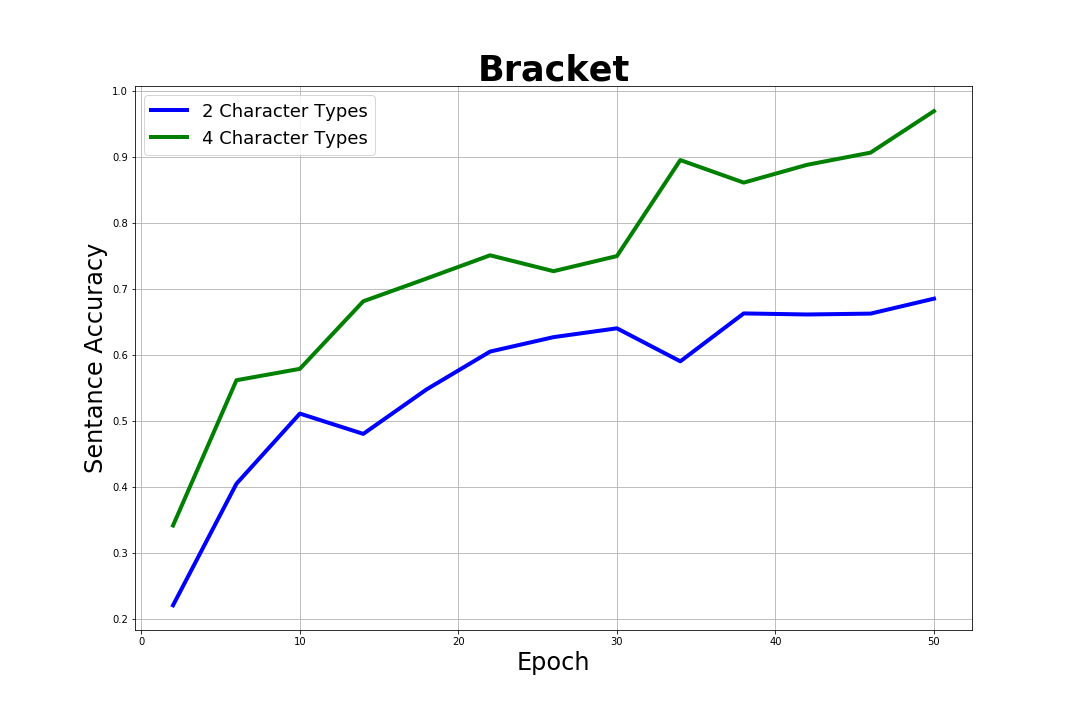 Bracket
2 Character Types
4 Character Types
Sentance Accuracy
1.0
0.9
0.8
0.7
0.6
0.5
0.4
0.3
0.2
0 10 20 30 40 50
Epoch